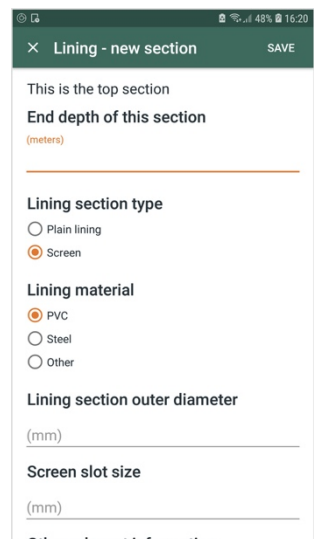 48% 16:20
× Lining - new section SAVE
This is the top section
End depth of this section
(meters)
Lining section type
Plain lining
Screen
Lining material
PVC
Steel
Other
Lining section outer diameter
(mm)
Screen slot size
(mm)